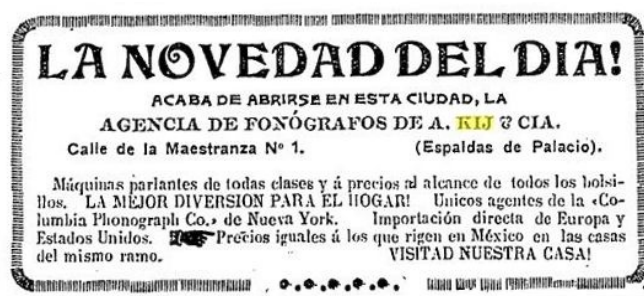 LA NOVEDAD DEL DIA!
ACABA DE ABRIRSE EN ESTA CIUDAD, LA
AGENCIA DE FONÓGRAFOS DE A. KIJ & CIA.
Calle de la Maestranza Nº 1. (Espaldas de Palacio).
Máquinas parlantes de todas clases y á precios al alcance de todos los bolsi-
llos. LA MEJOR DIVERSION PARA EL HOGAR! Unicos agentes de la «Co-
lumbia Phonograph Co.» de Nueva York. Importación directa de Europa y
Estados Unidos. Precios iguales á los que rigen en México en las casas
del mismo ramo. VISITAD NUESTRA CASA!